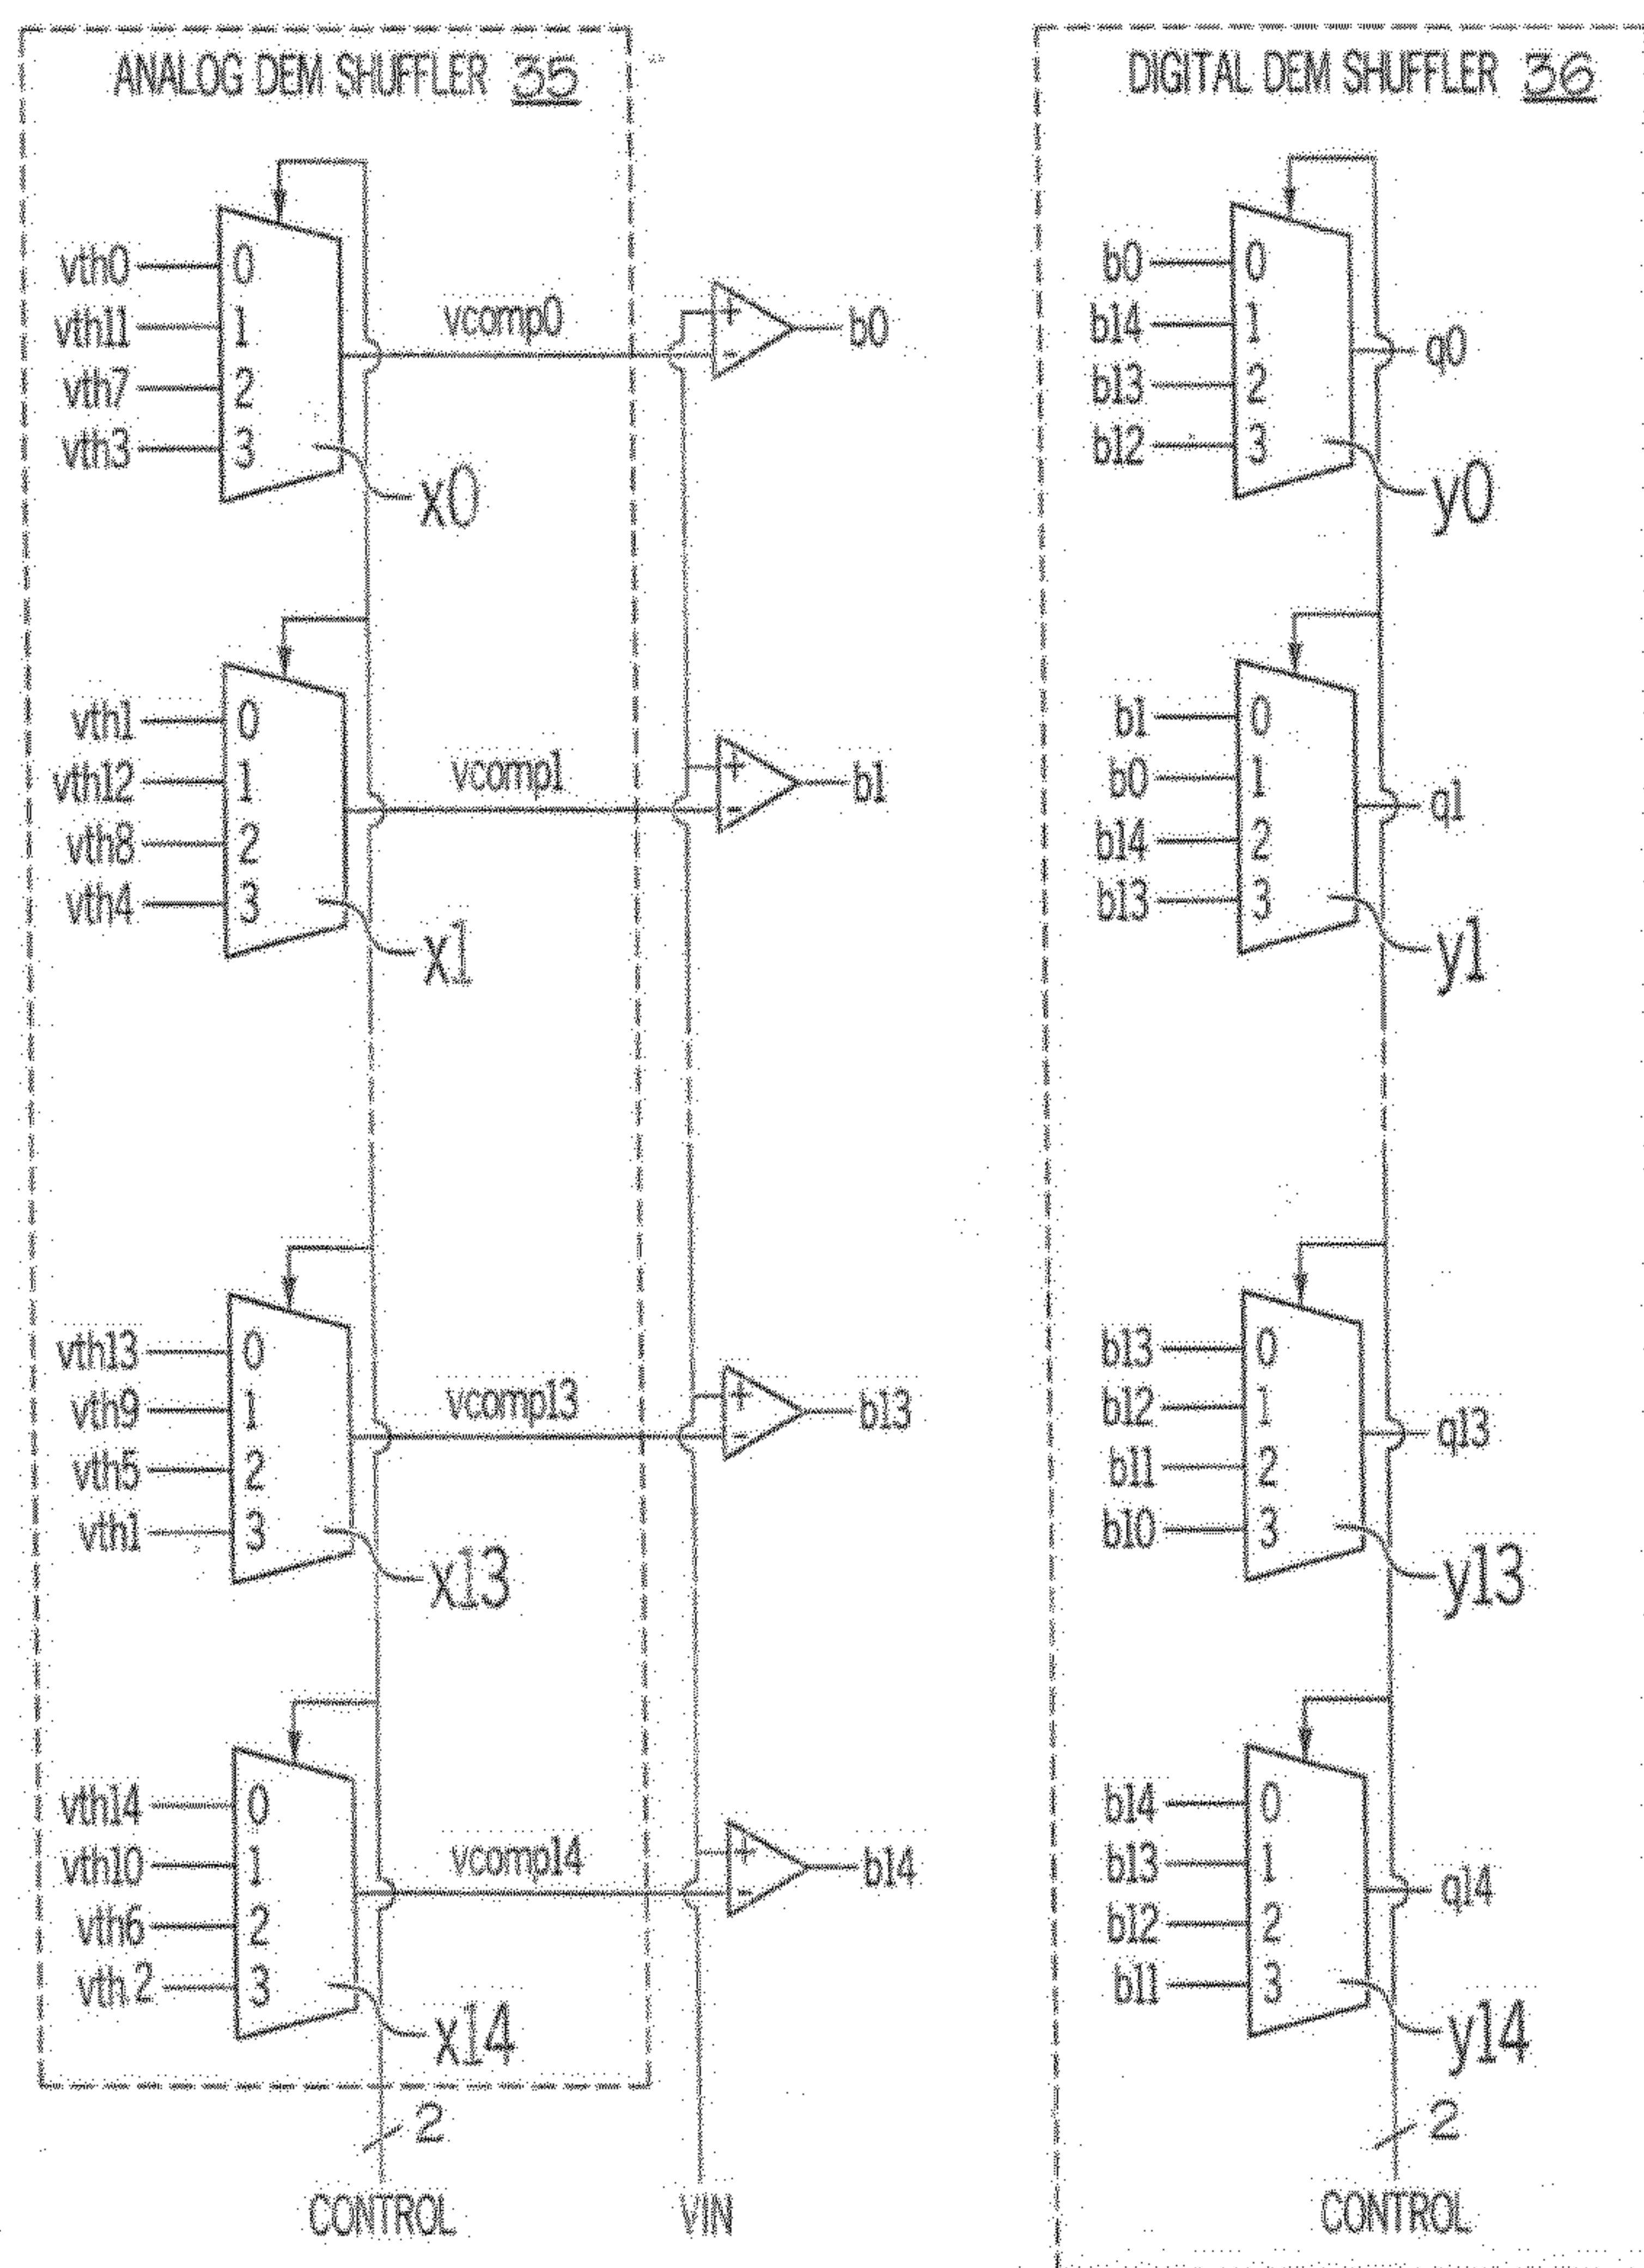 ANALOG DEM SHUFFLER 35
vth0 0
vth11 1
vth7 2
vth3 3
x0
vcomp0
+
-
b0
vth1 0
vth12 1
vth8 2
vth4 3
x1
vcomp1
+
-
b1
vth13 0
vth9 1
vth5 2
vth1 3
x13
vcomp13
+
-
b13
vth14 0
vth10 1
vth6 2
vth 2 3
x14
vcomp14
+
-
b14
2
CONTROL
VIN
DIGITAL DEM SHUFFLER 36
b0 0
b14 1
b13 2
b12 3
q0
y0
b1 0
b0 1
b14 2
b13 3
q1
y1
b13 0
b12 1
b11 2
b10 3
q13
y13
b14 0
b13 1
b12 2
b11 3
q14
y14
2
CONTROL